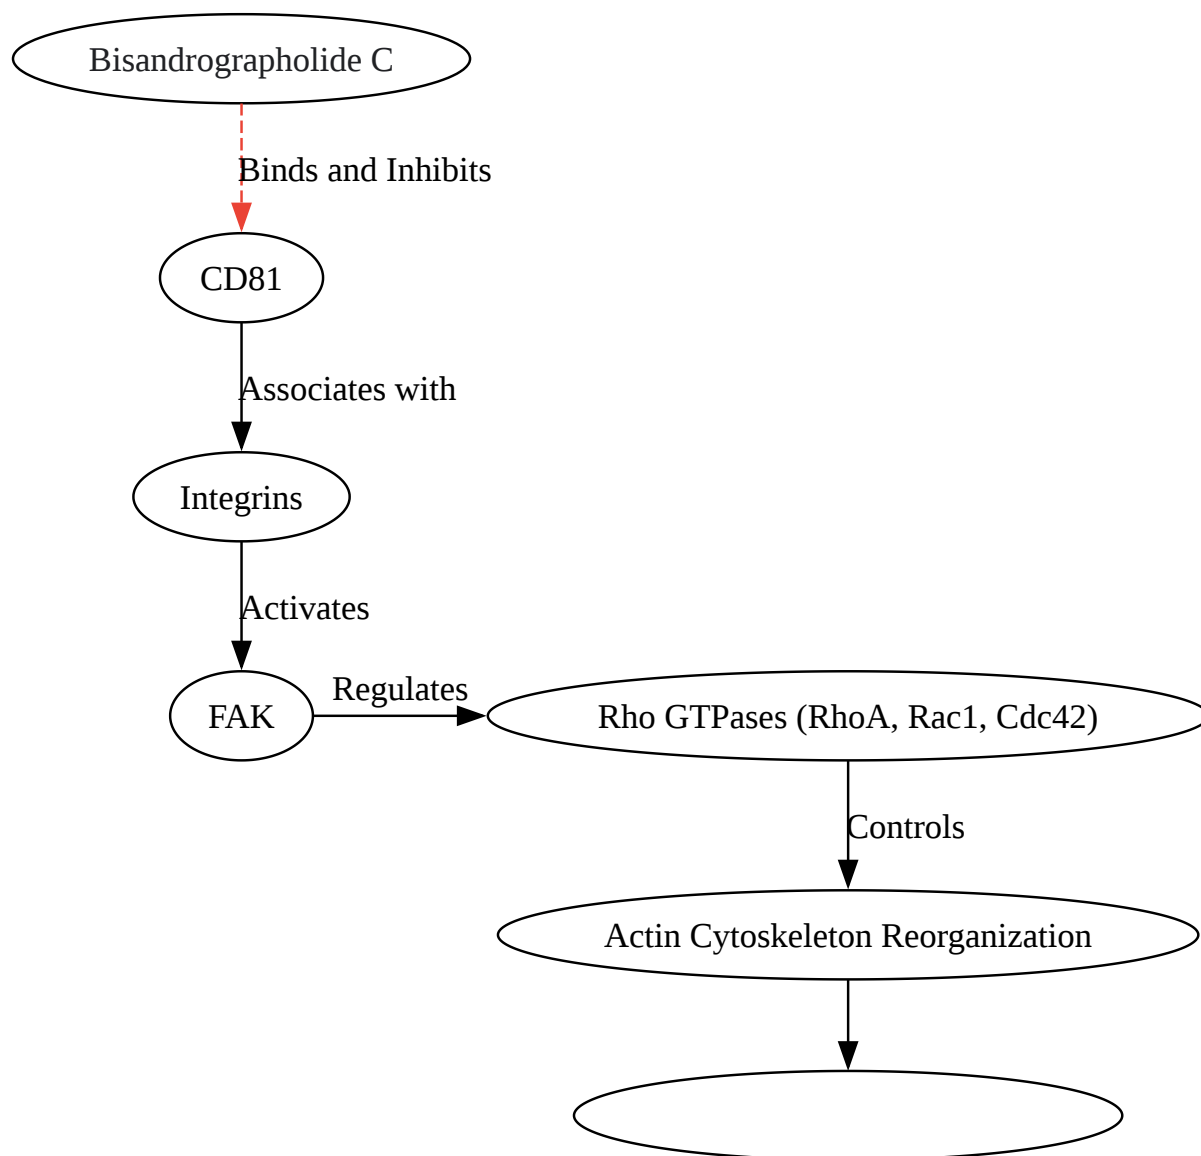 Bisandrographolide C
Binds and Inhibits
CD81
Associates with
Integrins
Activates
FAK
Regulates
Rho GTPases (RhoA, Rac1, Cdc42)
Controls
Actin Cytoskeleton Reorganization